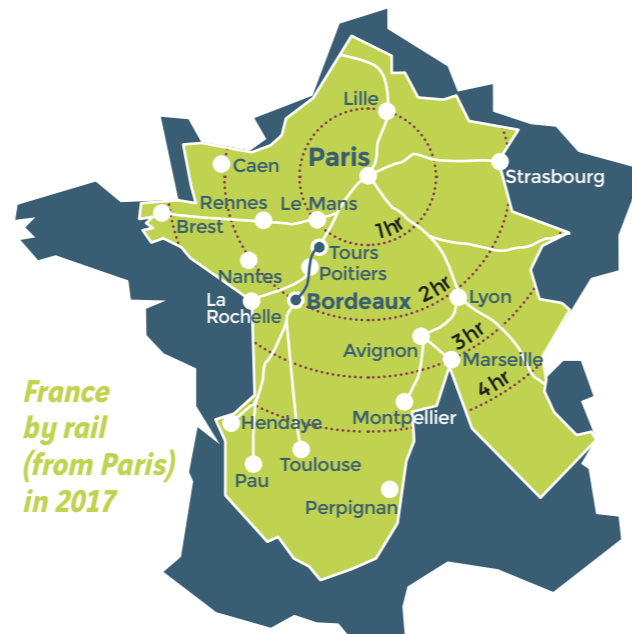 Lille
Paris
Caen
Strasbourg
Rennes
Le Mans
Brest
1hr
Tours
Nantes
Poitiers
La
Rochelle
Bordeaux
2hr
Lyon
Avignon
3hr
Marseille
4hr
France
by rail
(from Paris)
in 2017
Hendaye
Montpellier
Pau
Toulouse
Perpignan